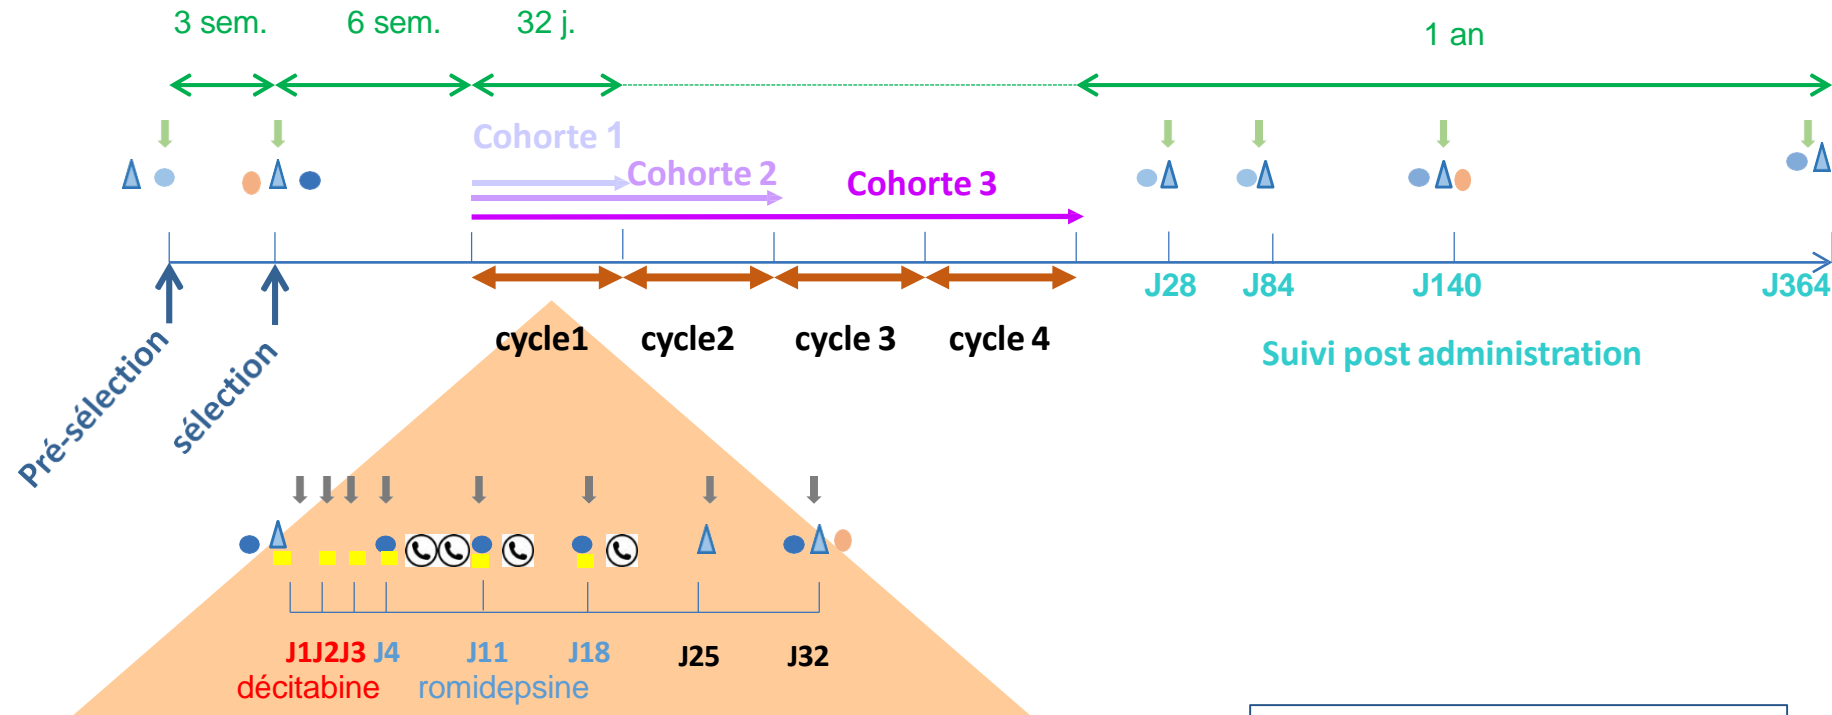 3 sem.
6 sem.
32 j.
1 an
Cohorte 1
Cohorte 2
Cohorte 3
J28
J84
J140
J364
cycle1
cycle2
cycle 3
cycle 4
Suivi post administration
Pré-sélection
sélection
J1J2J3 J4
J11
J18
J25
J32
décitabine
romidepsine